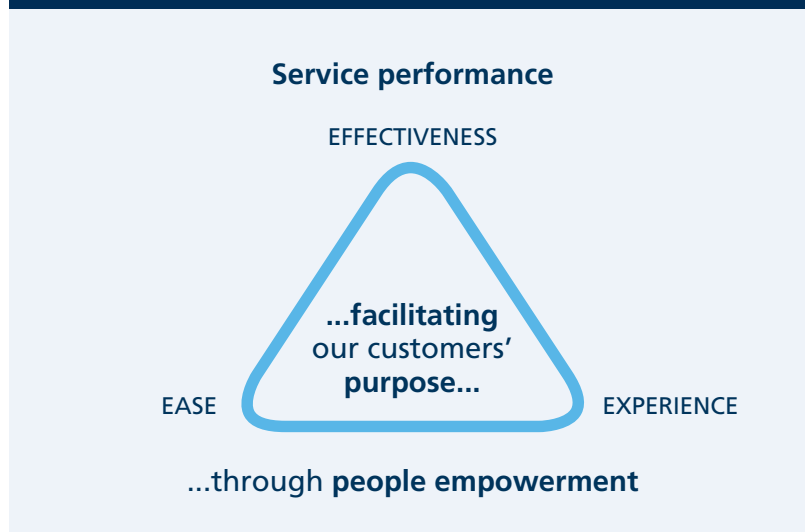 Service performance
EFFECTIVENESS
...facilitating
our customers’
purpose...
EASE
EXPERIENCE
...through people empowerment